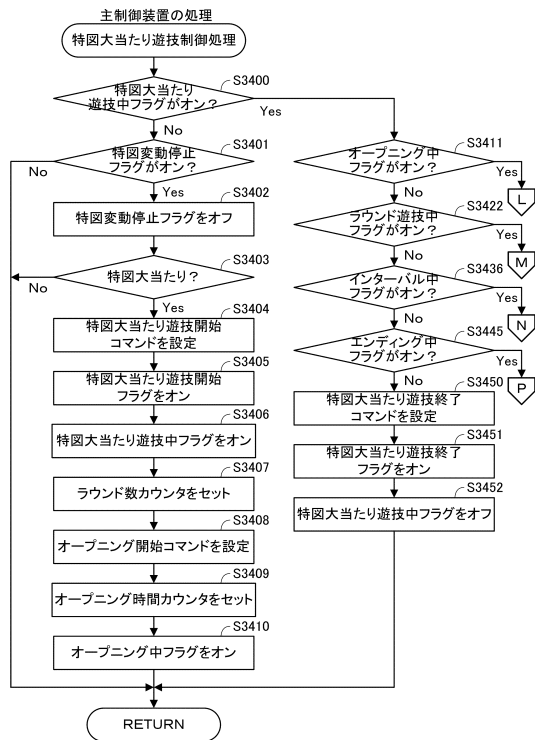 主制御装置の処理
特図大当たり遊技制御処理
S3400
特図大当たり
遊技中フラグがオン？
Yes
No
S3401
特図変動停止
フラグがオン？
No
Yes
S3402
特図変動停止フラグをオフ
S3403
特図大当たり？
No
Yes
S3404
特図大当たり遊技開始
コマンドを設定
S3405
特図大当たり遊技開始
フラグをオン
S3406
特図大当たり遊技中フラグをオン
S3407
ラウンド数カウンタをセット
S3408
オープニング開始コマンドを設定
S3409
オープニング時間カウンタをセット
S3410
オープニング中フラグをオン
S3411
オープニング中
フラグがオン？
Yes
L
No
S3422
ラウンド遊技中
フラグがオン？
Yes
M
No
S3436
インターバル中
フラグがオン？
Yes
N
No
S3445
エンディング中
フラグがオン？
Yes
P
No
S3450
特図大当たり遊技終了
コマンドを設定
S3451
特図大当たり遊技終了
フラグをオン
S3452
特図大当たり遊技中フラグをオフ
RETURN